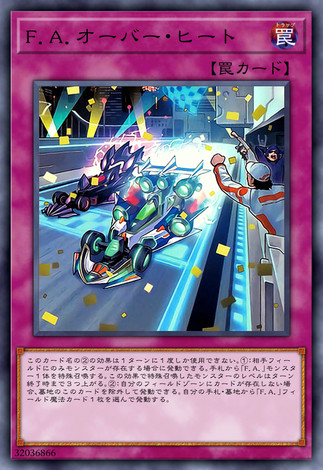 F.A.オーバー・ヒート
罠
トラップ
【罠カード】
このカード名の②の効果は1ターンに1度しか使用できない。①:相手フィー
ルドにのみモンスターが存在する場合に発動できる。手札から「F.A.」モンス
ター1体を特殊召喚する。この効果で特殊召喚したモンスターのレベルはターン
終了時まで3つ上がる。②:自分のフィールドゾーンにカードが存在しない場
合、墓地のこのカードを除外して発動できる。自分の手札・墓地から「F.A.」フィ
ールド魔法カード1枚を選んで発動する。
32036866